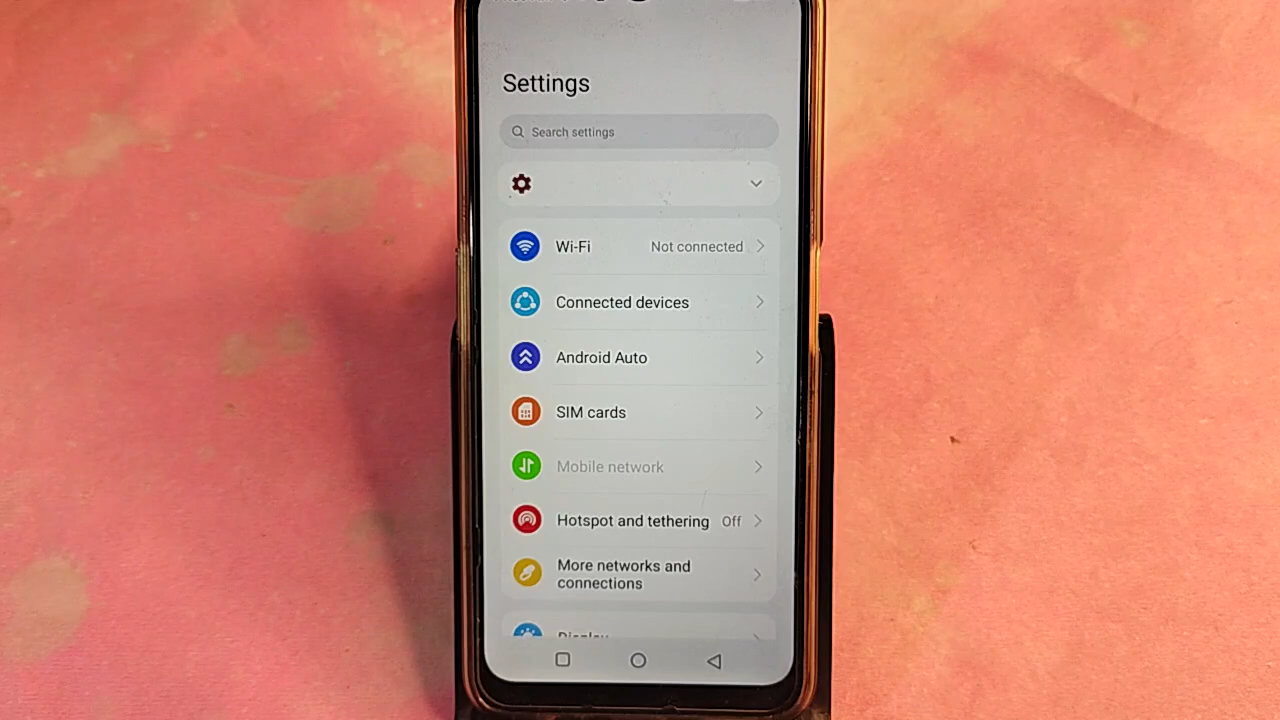 Settings
Search settings
Wi-Fi Not connected
Connected devices
Android Auto
SIM cards
Mobile network
Hotspot and tethering Off
More networks and
connections
Display